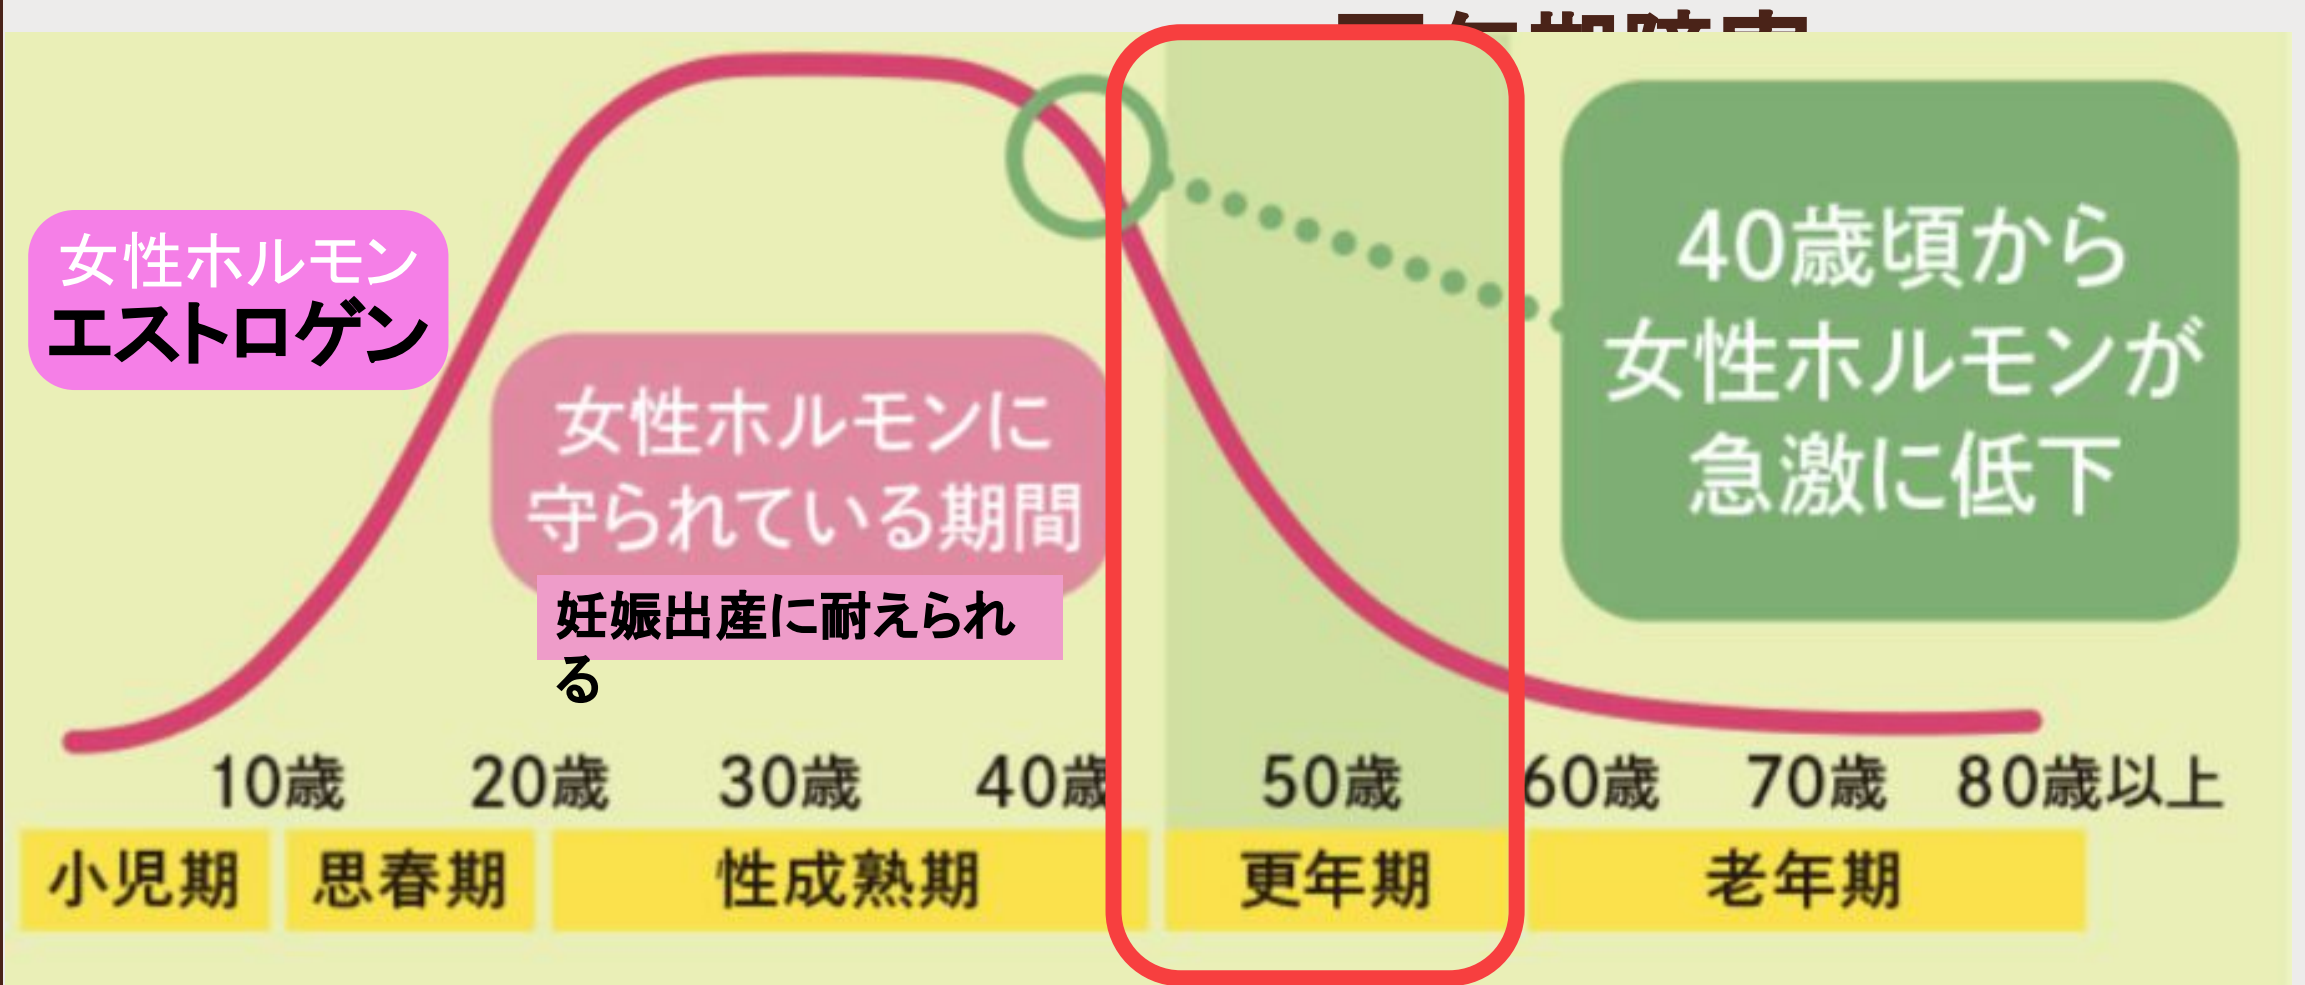 女性ホルモン
エストロゲン
女性ホルモンに
守られている期間
妊娠出産に耐えられ
る
40歳頃から
女性ホルモンが
急激に低下
10歳 20歳 30歳 40歳 50歳 60歳 70歳 80歳以上
小児期 思春期 性成熟期 更年期 老年期